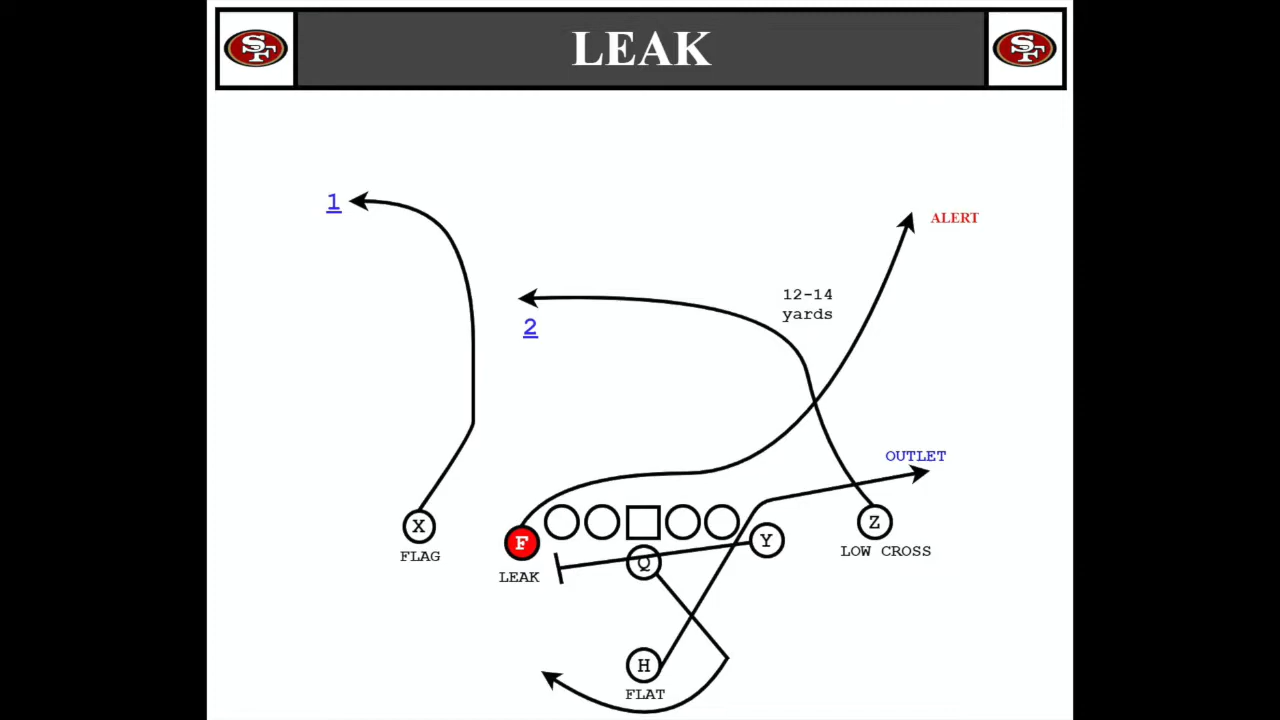 SF LEAK SF
1
ALERT
12-14
yards
2
OUTLET
X
F
Z
Y
Q
FLAG
LEAK
LOW CROSS
H
FLAT